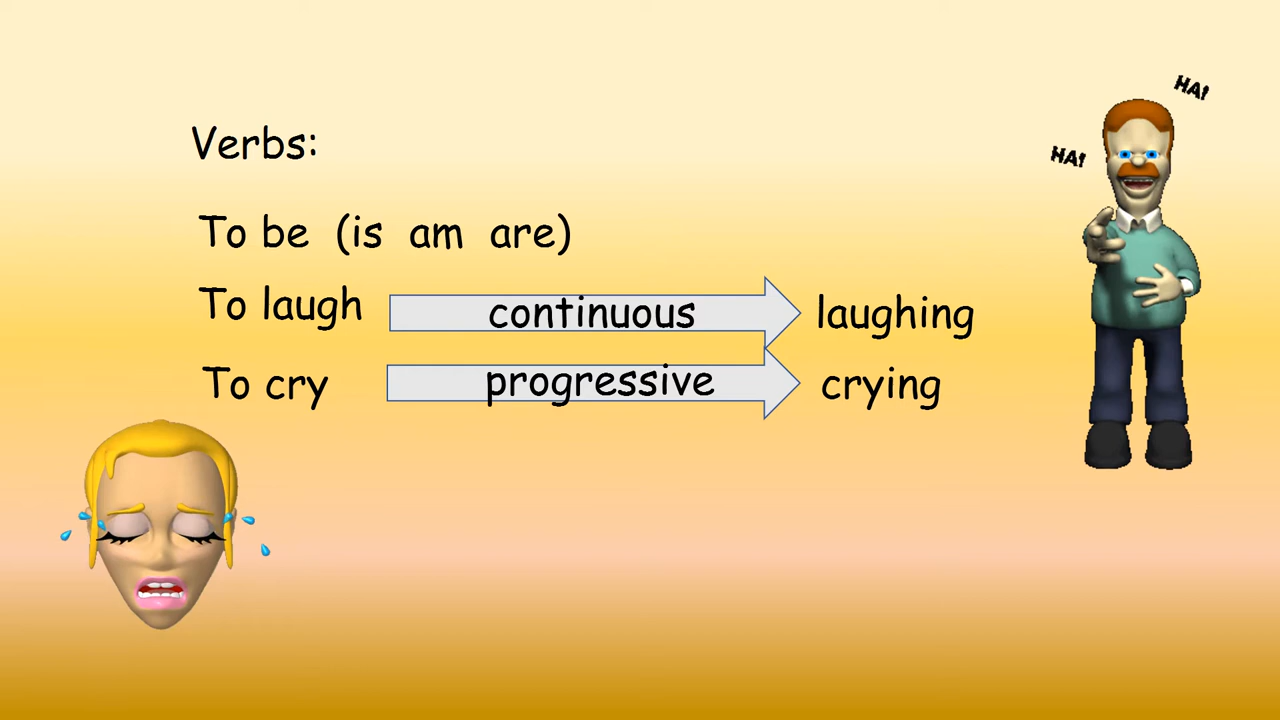 HA!
HA!
Verbs:
To be (is am are)
To laugh continuous laughing
To cry progressive crying